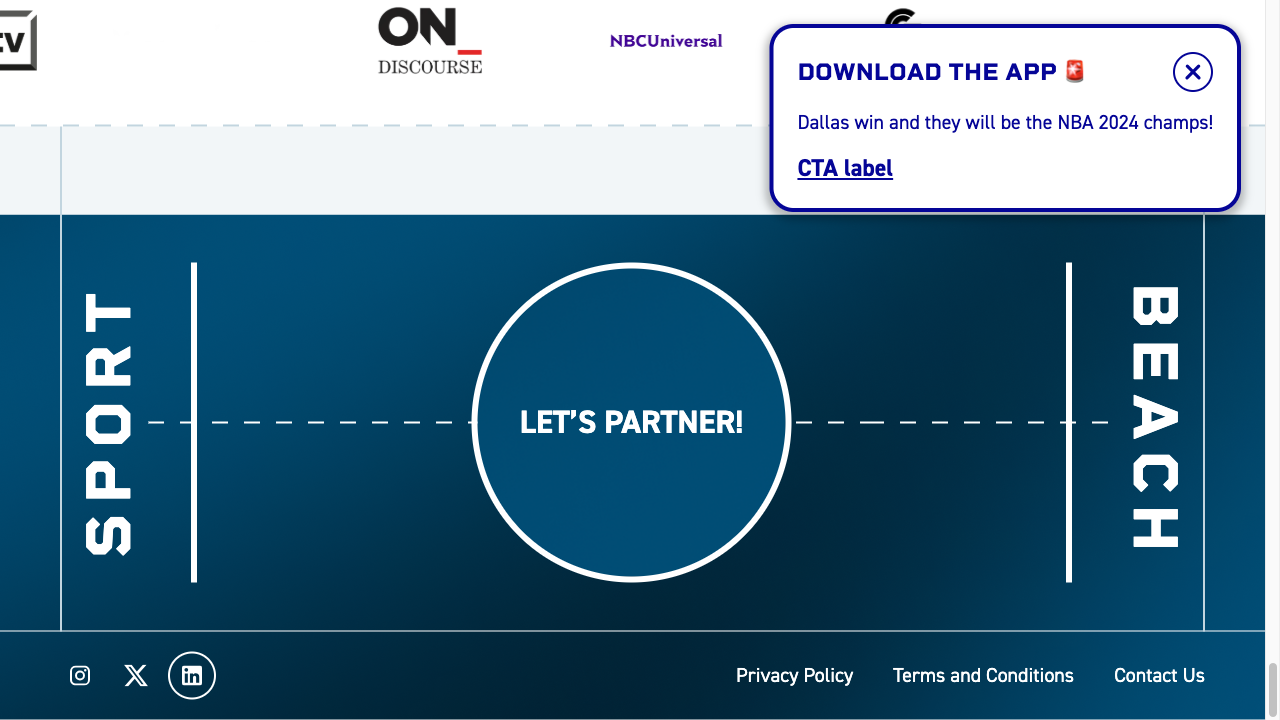 ON_
DISCOURSE
NBCUniversal
DOWNLOAD THE APP 🚨
Dallas win and they will be the NBA 2024 champs!
CTA label
SPORT
LET'S PARTNER!
BEACH
Privacy Policy
Terms and Conditions
Contact Us